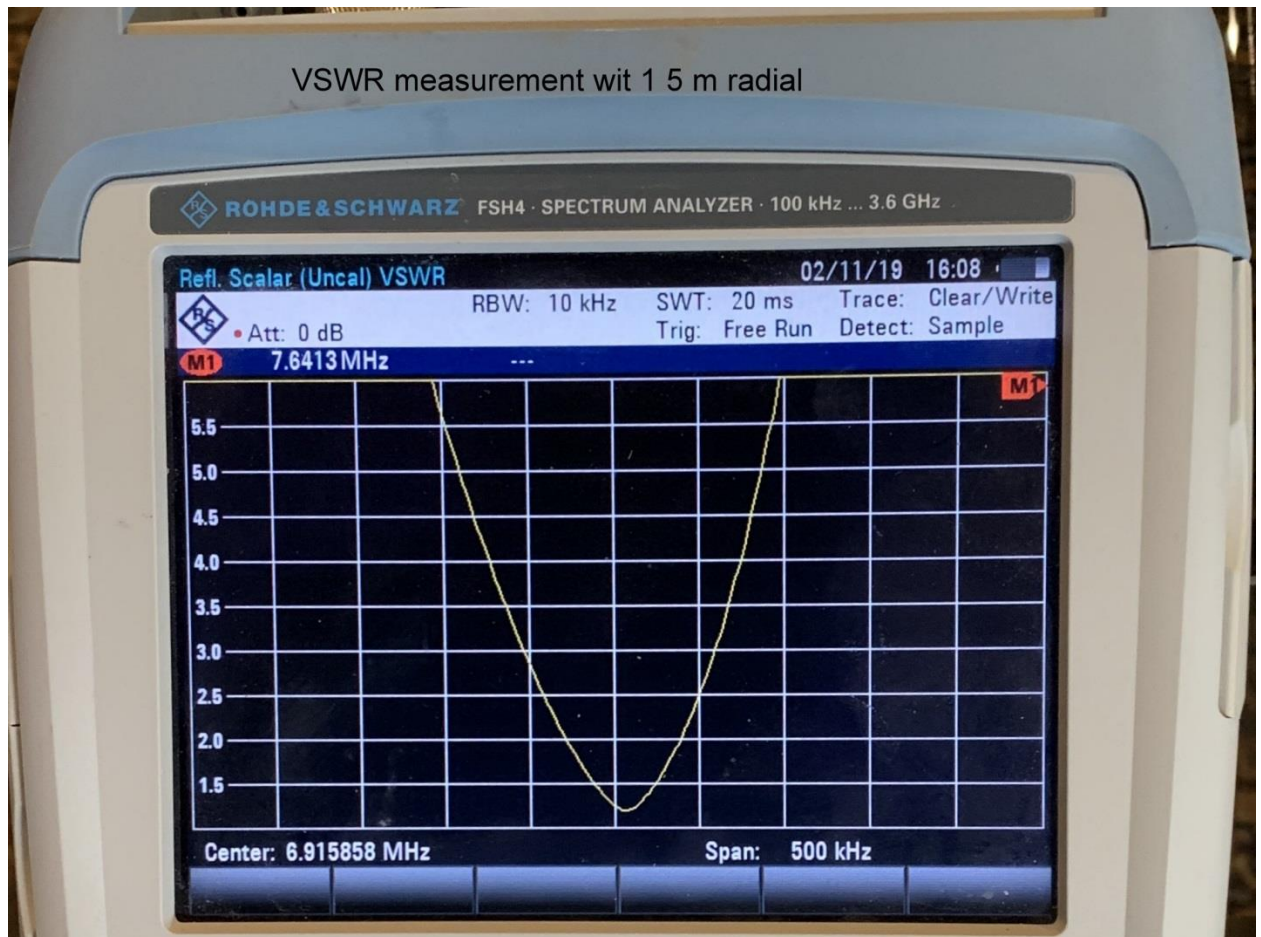 VSWR measurement wit 1 5 m radial
ROHDE & SCHWARZ FSH4 · SPECTRUM ANALYZER · 100 kHz ... 3.6 GHz
Refl. Scalar (Uncal) VSWR 02/11/19 16:08
RBW: 10 kHz SWT: 20 ms Trace: Clear/Write
Att: 0 dB Trig: Free Run Detect: Sample
M1 7.6413 MHz ---
M1
5.5
5.0
4.5
4.0
3.5
3.0
2.5
2.0
1.5
Center: 6.915858 MHz Span: 500 kHz